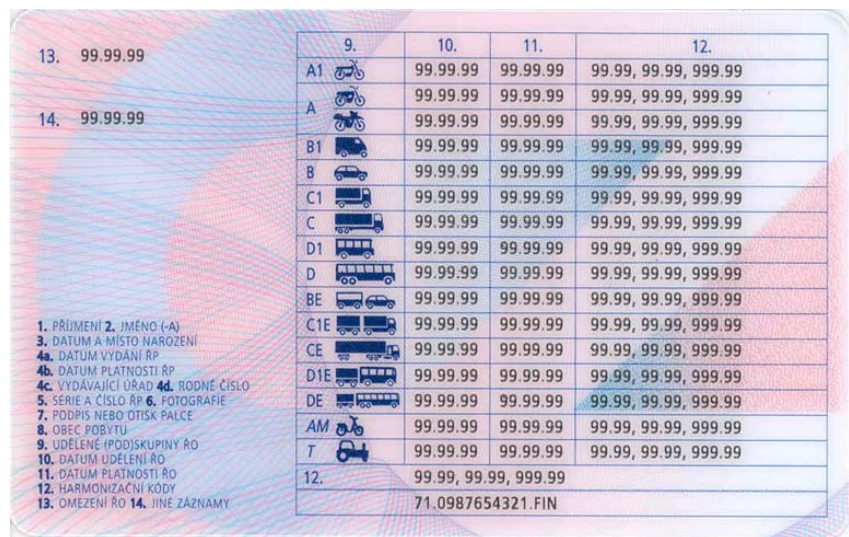 13. 99.99.99
14. 99.99.99
9. 10. 11. 12.
A1 99.99.99 99.99.99 99.99, 99.99, 999.99
99.99.99 99.99.99 99.99, 99.99, 999.99
A
99.99.99 99.99.99 99.99, 99.99, 999.99
B1 99.99.99 99.99.99 99.99, 99.99, 999.99
B 99.99.99 99.99.99 99.99, 99.99, 999.99
C1 99.99.99 99.99.99 99.99, 99.99, 999.99
C 99.99.99 99.99.99 99.99, 99.99, 999.99
D1 99.99.99 99.99.99 99.99, 99.99, 999.99
D 99.99.99 99.99.99 99.99, 99.99, 999.99
BE 99.99.99 99.99.99 99.99, 99.99, 999.99
C1E 99.99.99 99.99.99 99.99, 99.99, 999.99
CE 99.99.99 99.99.99 99.99, 99.99, 999.99
D1E 99.99.99 99.99.99 99.99, 99.99, 999.99
DE 99.99.99 99.99.99 99.99, 99.99, 999.99
AM 99.99.99 99.99.99 99.99, 99.99, 999.99
T 99.99.99 99.99.99 99.99, 99.99, 999.99
12. 99.99, 99.99, 999.99
71.0987654321.FIN
1. PŘÍJMENÍ 2. JMÉNO (-A)
3. DATUM A MÍSTO NAROZENÍ
4a. DATUM VYDÁNÍ ŘP
4b. DATUM PLATNOSTI ŘP
4c. VYDÁVAJÍCÍ ÚŘAD 4d. RODNÉ ČÍSLO
5. SERIE A ČÍSLO ŘP 6. FOTOGRAFIE
7. PODPIS NEBO OTISK PALCE
8. OBEC POBYTU
9. UDĚLENÉ (POD)SKUPINY ŘO
10. DATUM UDĚLENÍ ŘO
11. DATUM PLATNOSTI ŘO
12. HARMONIZAČNÍ KÓDY
13. OMEZENÍ ŘO 14. JINÉ ZÁZNAMY